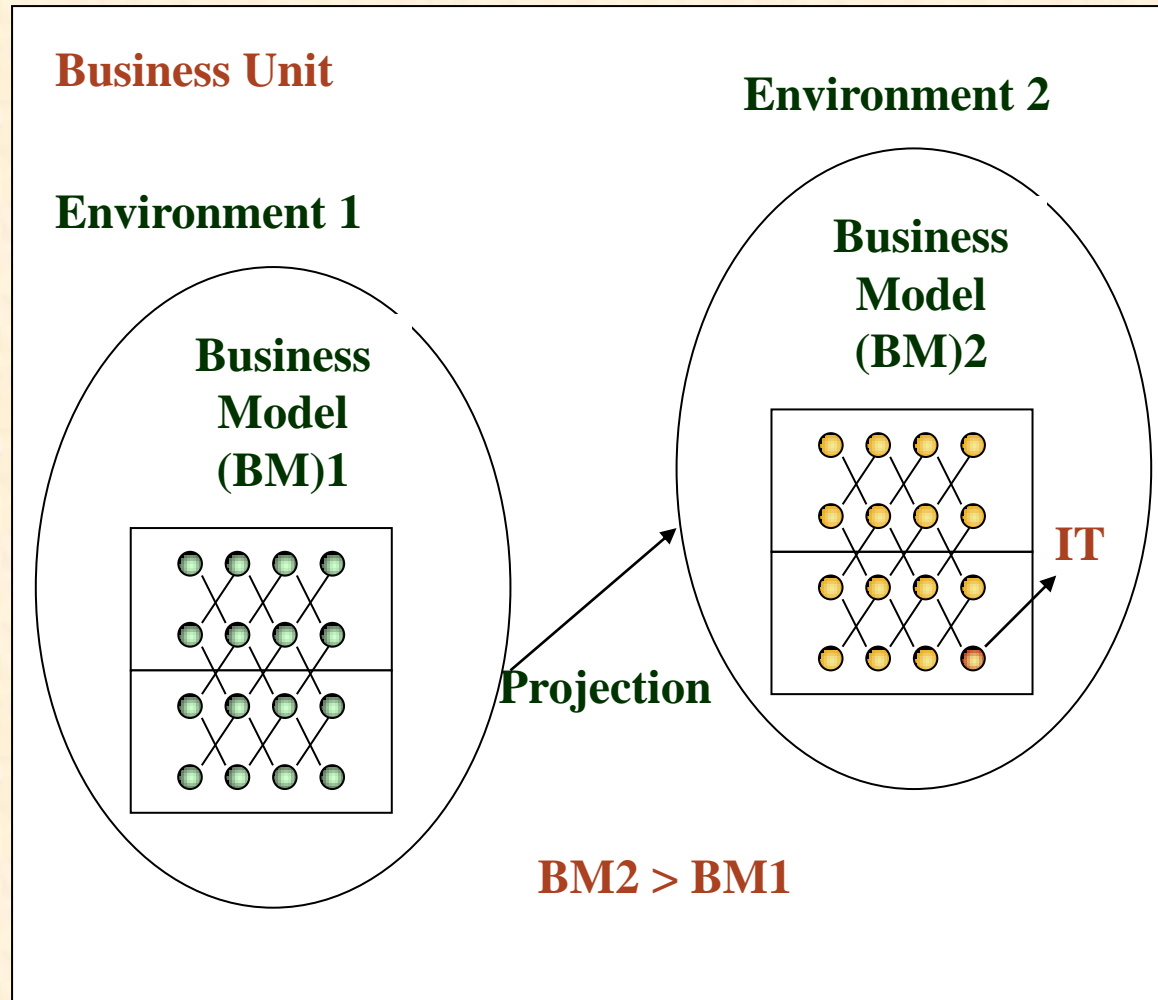 Business Unit
Environment 2
Environment 1
Business
Model
(BM)2
Business
Model
(BM)1
IT
Projection
BM2 > BM1